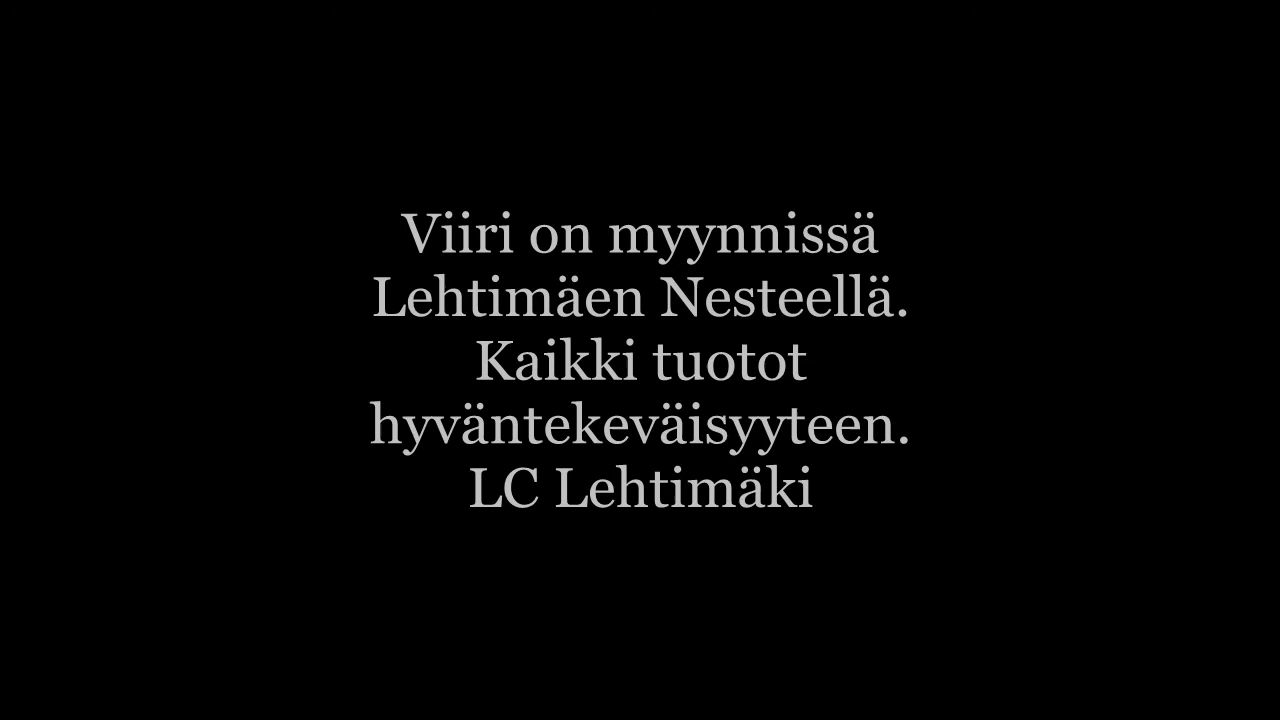 Viiri on myynnissä
Lehtimäen Nesteellä.
Kaikki tuotot
hyväntekeväisyyteen.
LC Lehtimäki